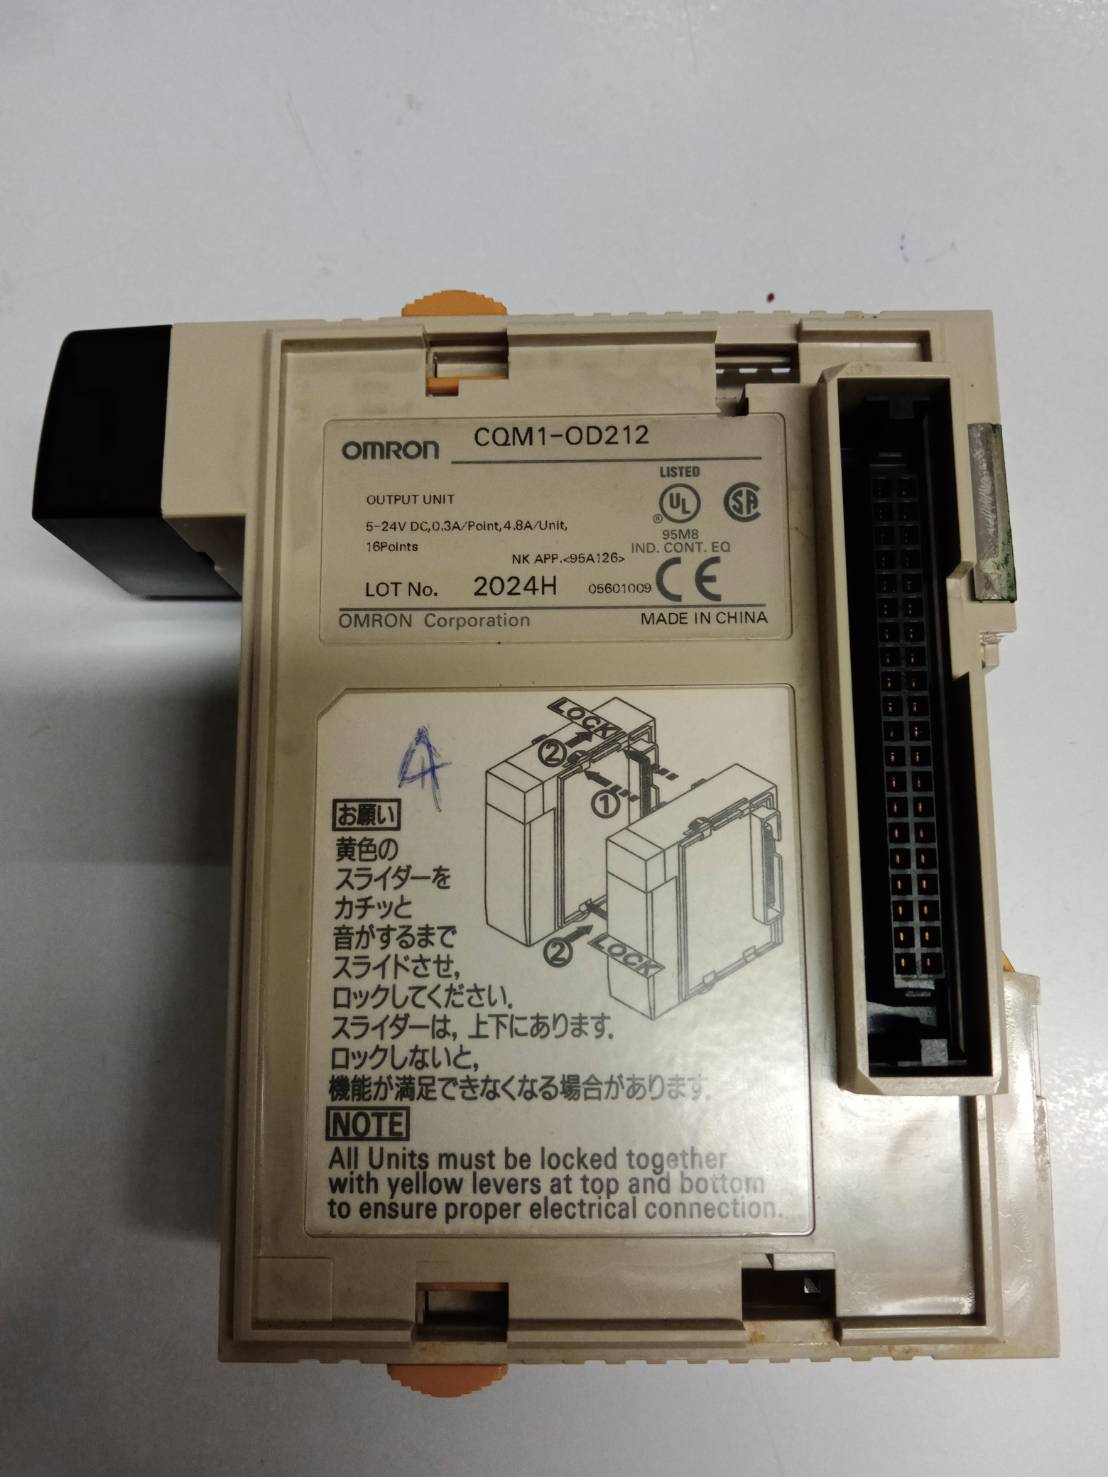 OMRON CQM1-OD212
OUTPUT UNIT
5-24V DC,0.3A/Point,4.8A/Unit,
16Points
LISTED
UL
®
SA
95M8
IND. CONT. EQ
NK APP.<95A126>
LOT No. 2024H 05601009 CE
OMRON Corporation MADE IN CHINA
A
LOCK
②
①
②
LOCK
お願い
黄色の
スライダーを
カチッと
音がするまで
スライドさせ,
ロックしてください.
スライダーは, 上下にあります.
ロックしないと,
機能が満足できなくなる場合があります.
NOTE
All Units must be locked together
with yellow levers at top and bottom
to ensure proper electrical connection.